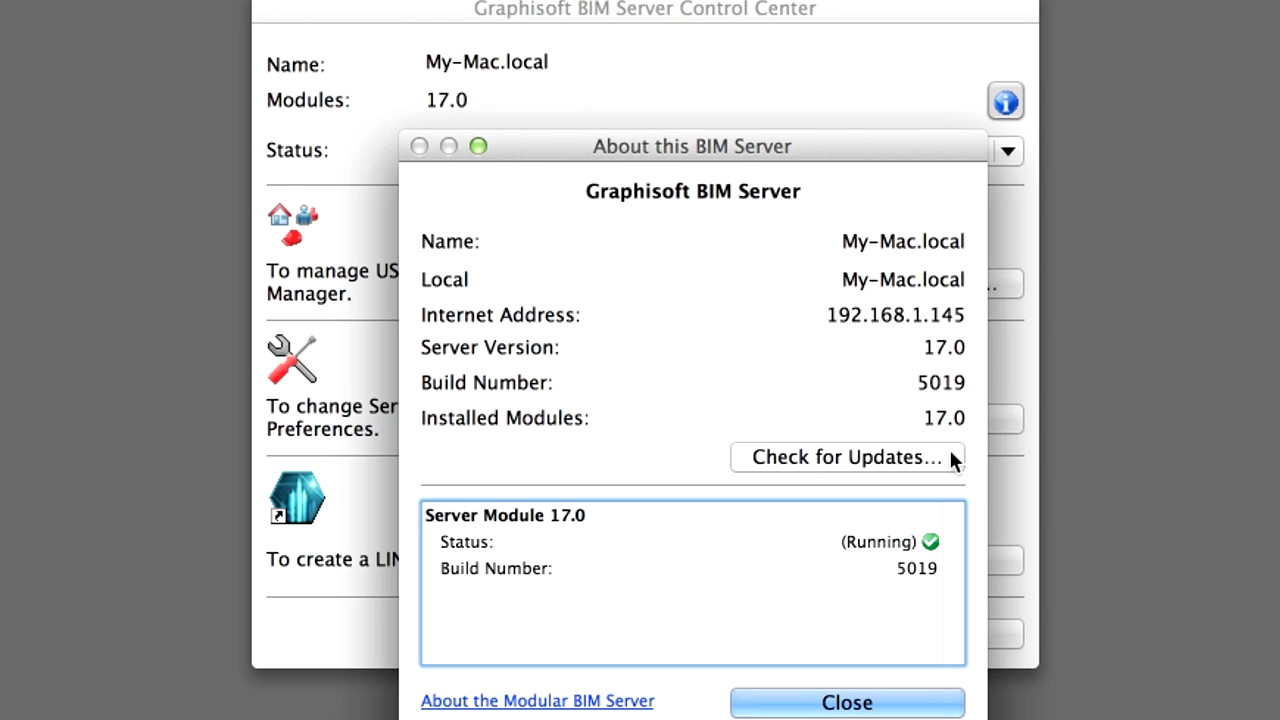 Graphisoft BIM Server Control Center
Name: My-Mac.local
Modules: 17.0
Status:
To manage US
Manager.
To change Ser
Preferences.
To create a LIN
..
About this BIM Server
Graphisoft BIM Server
Name: My-Mac.local
Local My-Mac.local
Internet Address: 192.168.1.145
Server Version: 17.0
Build Number: 5019
Installed Modules: 17.0
Check for Updates...
Server Module 17.0
Status: (Running)
Build Number: 5019
About the Modular BIM Server
Close